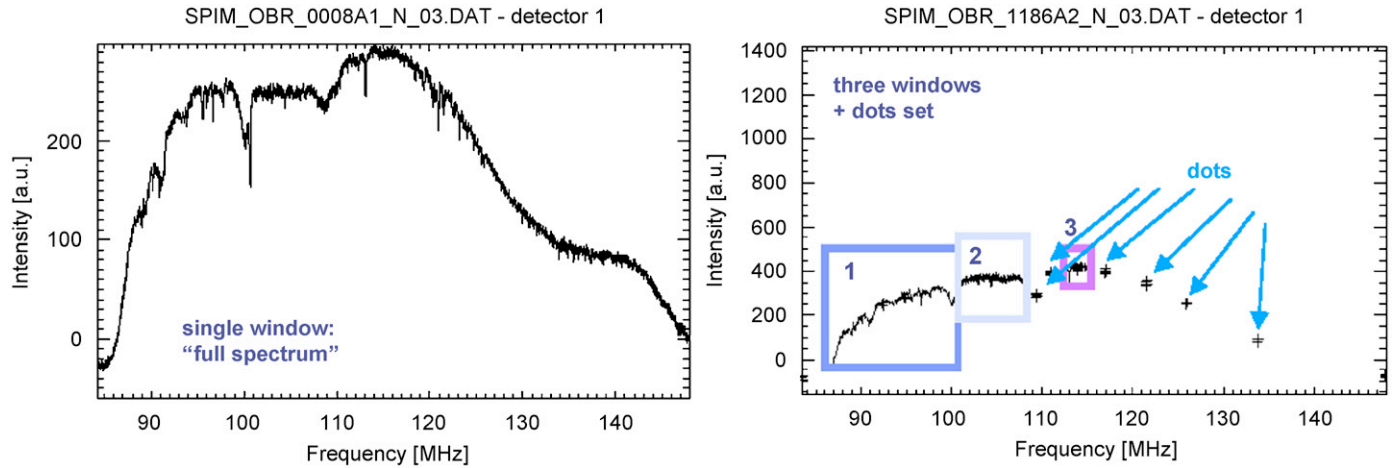 SPIM_OBR_0008A1_N_03.DAT - detector 1
Intensity [a.u.]
200
100
0
single window:
“full spectrum”
90 100 110 120 130 140
Frequency [MHz]
SPIM_OBR_1186A2_N_03.DAT - detector 1
Intensity [a.u.]
1400
1200
1000
800
600
400
200
0
three windows
+ dots set
dots
1
2
3
90 100 110 120 130 140
Frequency [MHz]